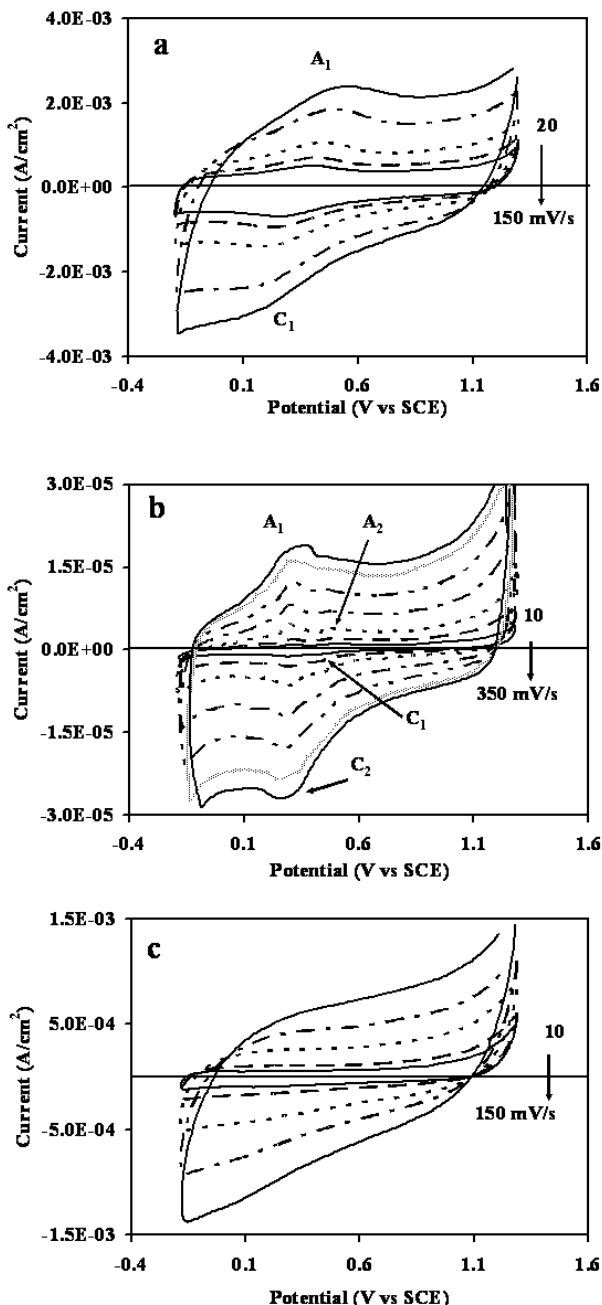 a
4.0E-03
2.0E-03
0.0E+00
-2.0E-03
-4.0E-03
Current (A/cm²)
A₁
C₁
20
150 mV/s
-0.4 0.1 0.6 1.1 1.6
Potential (V vs SCE)
b
3.0E-05
1.5E-05
0.0E+00
-1.5E-05
-3.0E-05
Current (A/cm²)
A₁
A₂
10
350 mV/s
C₁
C₂
-0.4 0.1 0.6 1.1 1.6
Potential (V vs SCE)
c
1.5E-03
5.0E-04
-5.0E-04
-1.5E-03
Current (A/cm²)
10
150 mV/s
-0.4 0.1 0.6 1.1 1.6
Potential (V vs SCE)